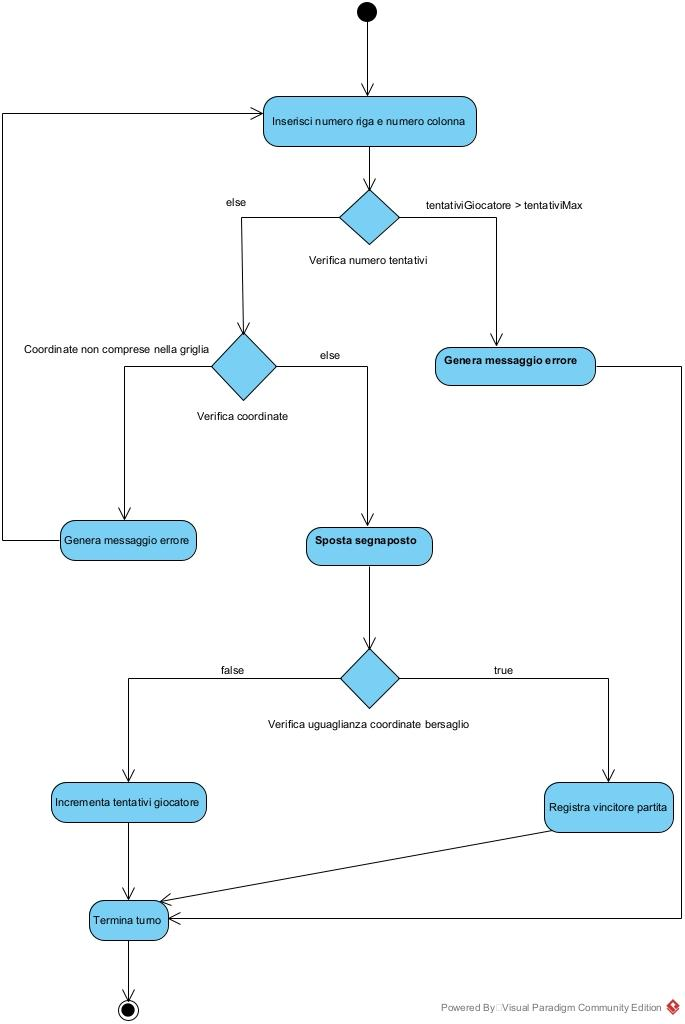 Inserisci numero riga e numero colonna
else
tentativiGiocatore > tentativiMax
Verifica numero tentativi
Coordinate non comprese nella griglia
else
Genera messaggio errore
Verifica coordinate
Genera messaggio errore
Sposta segnaposto
false
true
Verifica uguaglianza coordinate bersaglio
Incrementa tentativi giocatore
Registra vincitore partita
Termina turno
Powered By Visual Paradigm Community Edition